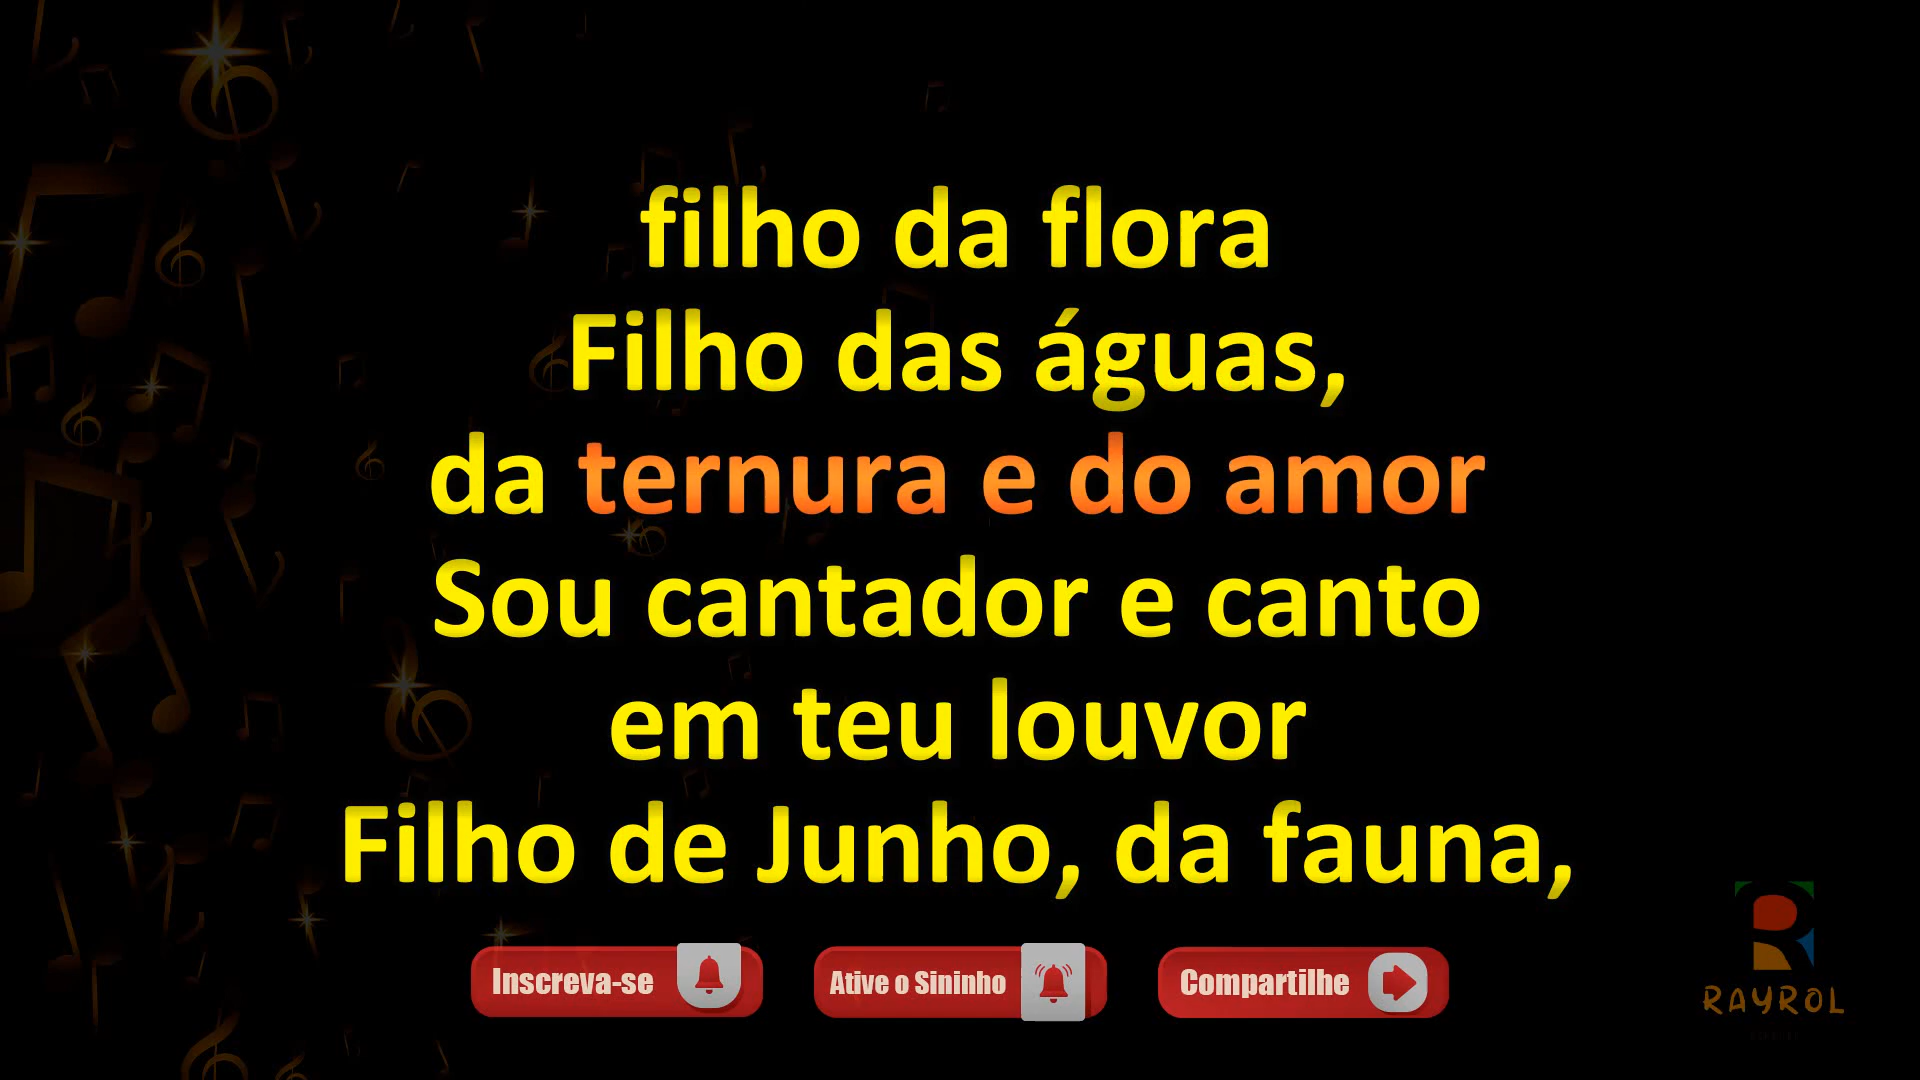 filho da flora
Filho das águas,
da ternura e do amor
Sou cantador e canto
em teu louvor
Filho de Junho, da fauna,
Inscreva-se
Ative o Sininho
Compartilhe
RAYROL